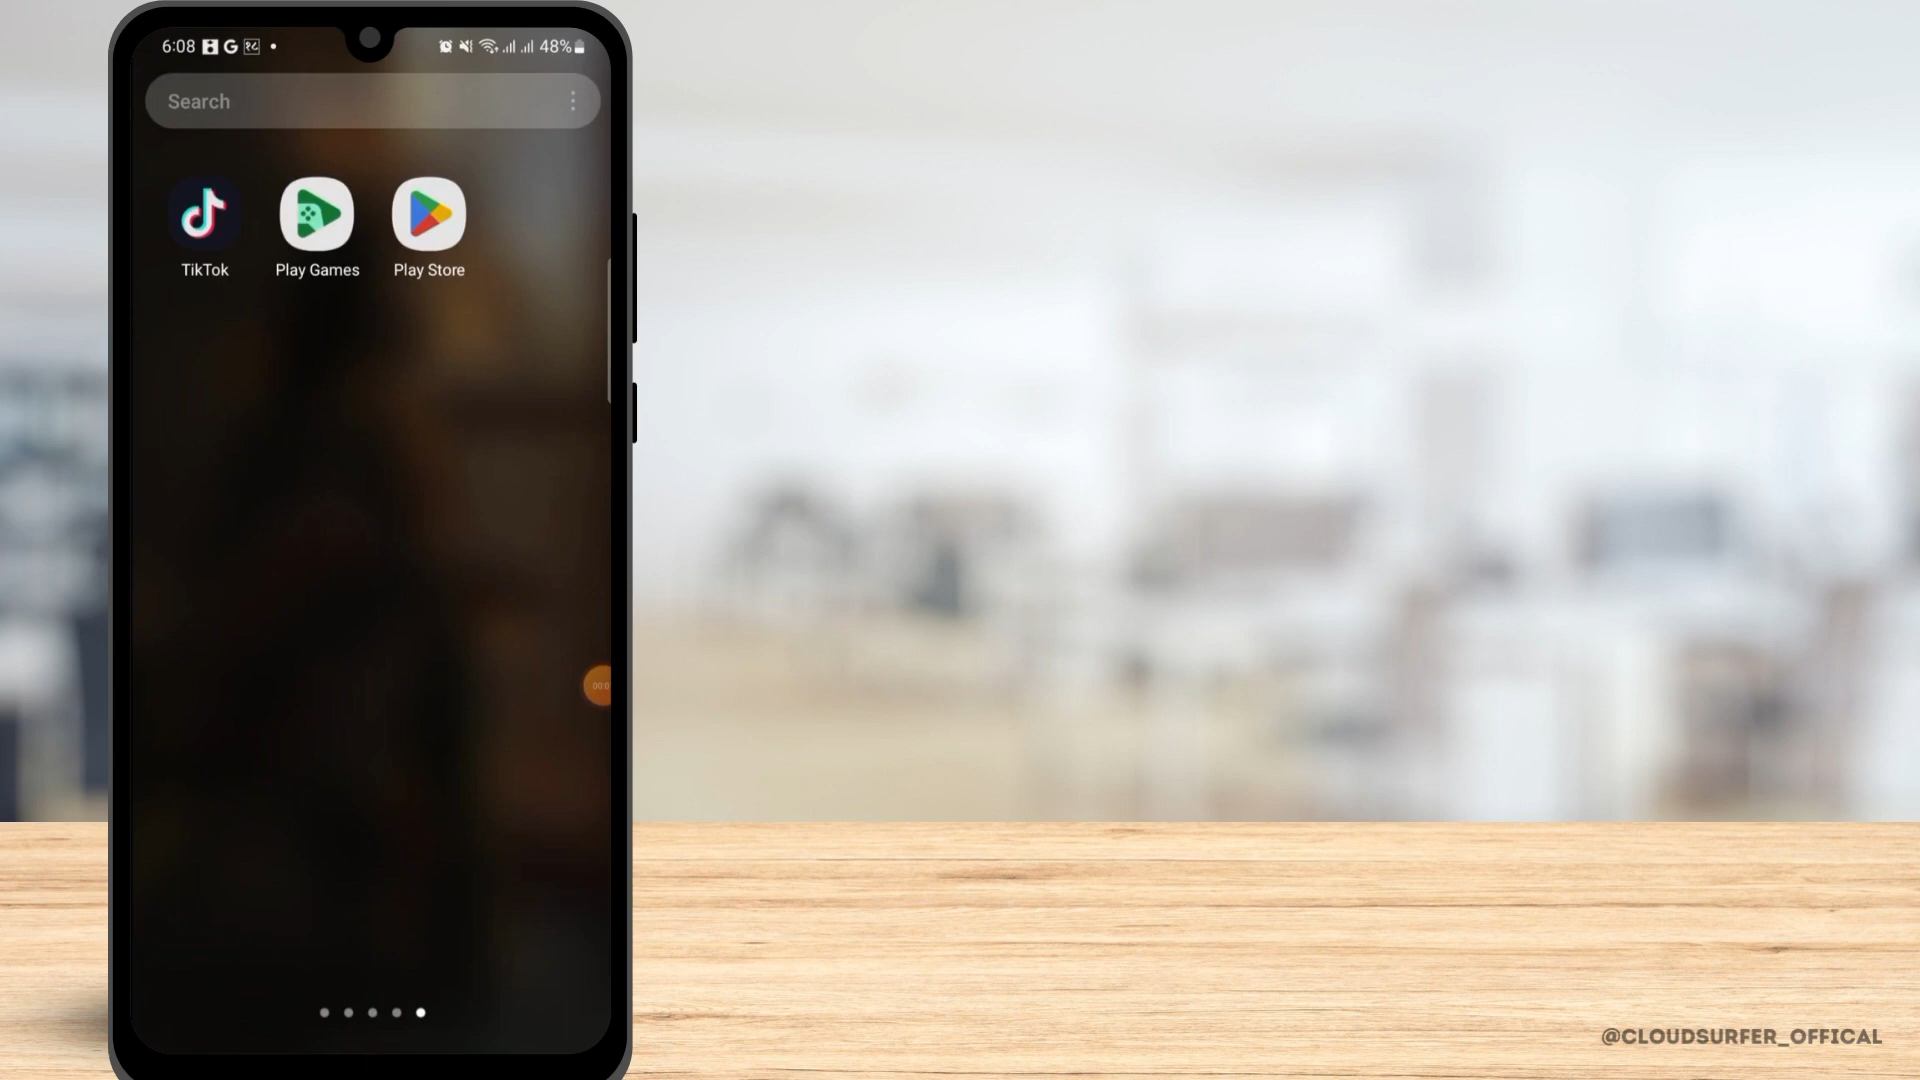 6:08
48%
Search
TikTok
Play Games
Play Store
@CLOUDSURFER_OFFICAL